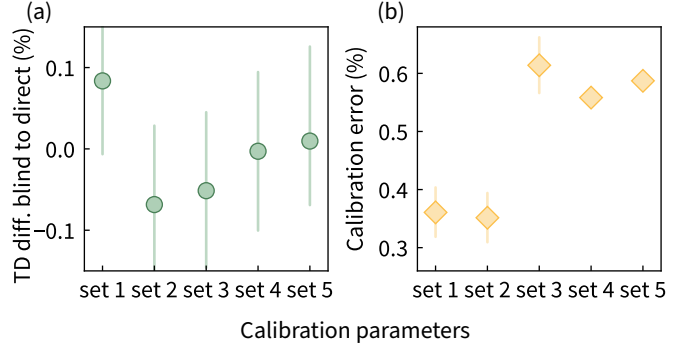 (a)
TD diff. blind to direct (%)
0.1
0.0
−0.1
set 1 set 2 set 3 set 4 set 5
(b)
Calibration error (%)
0.6
0.5
0.4
0.3
set 1 set 2 set 3 set 4 set 5
Calibration parameters